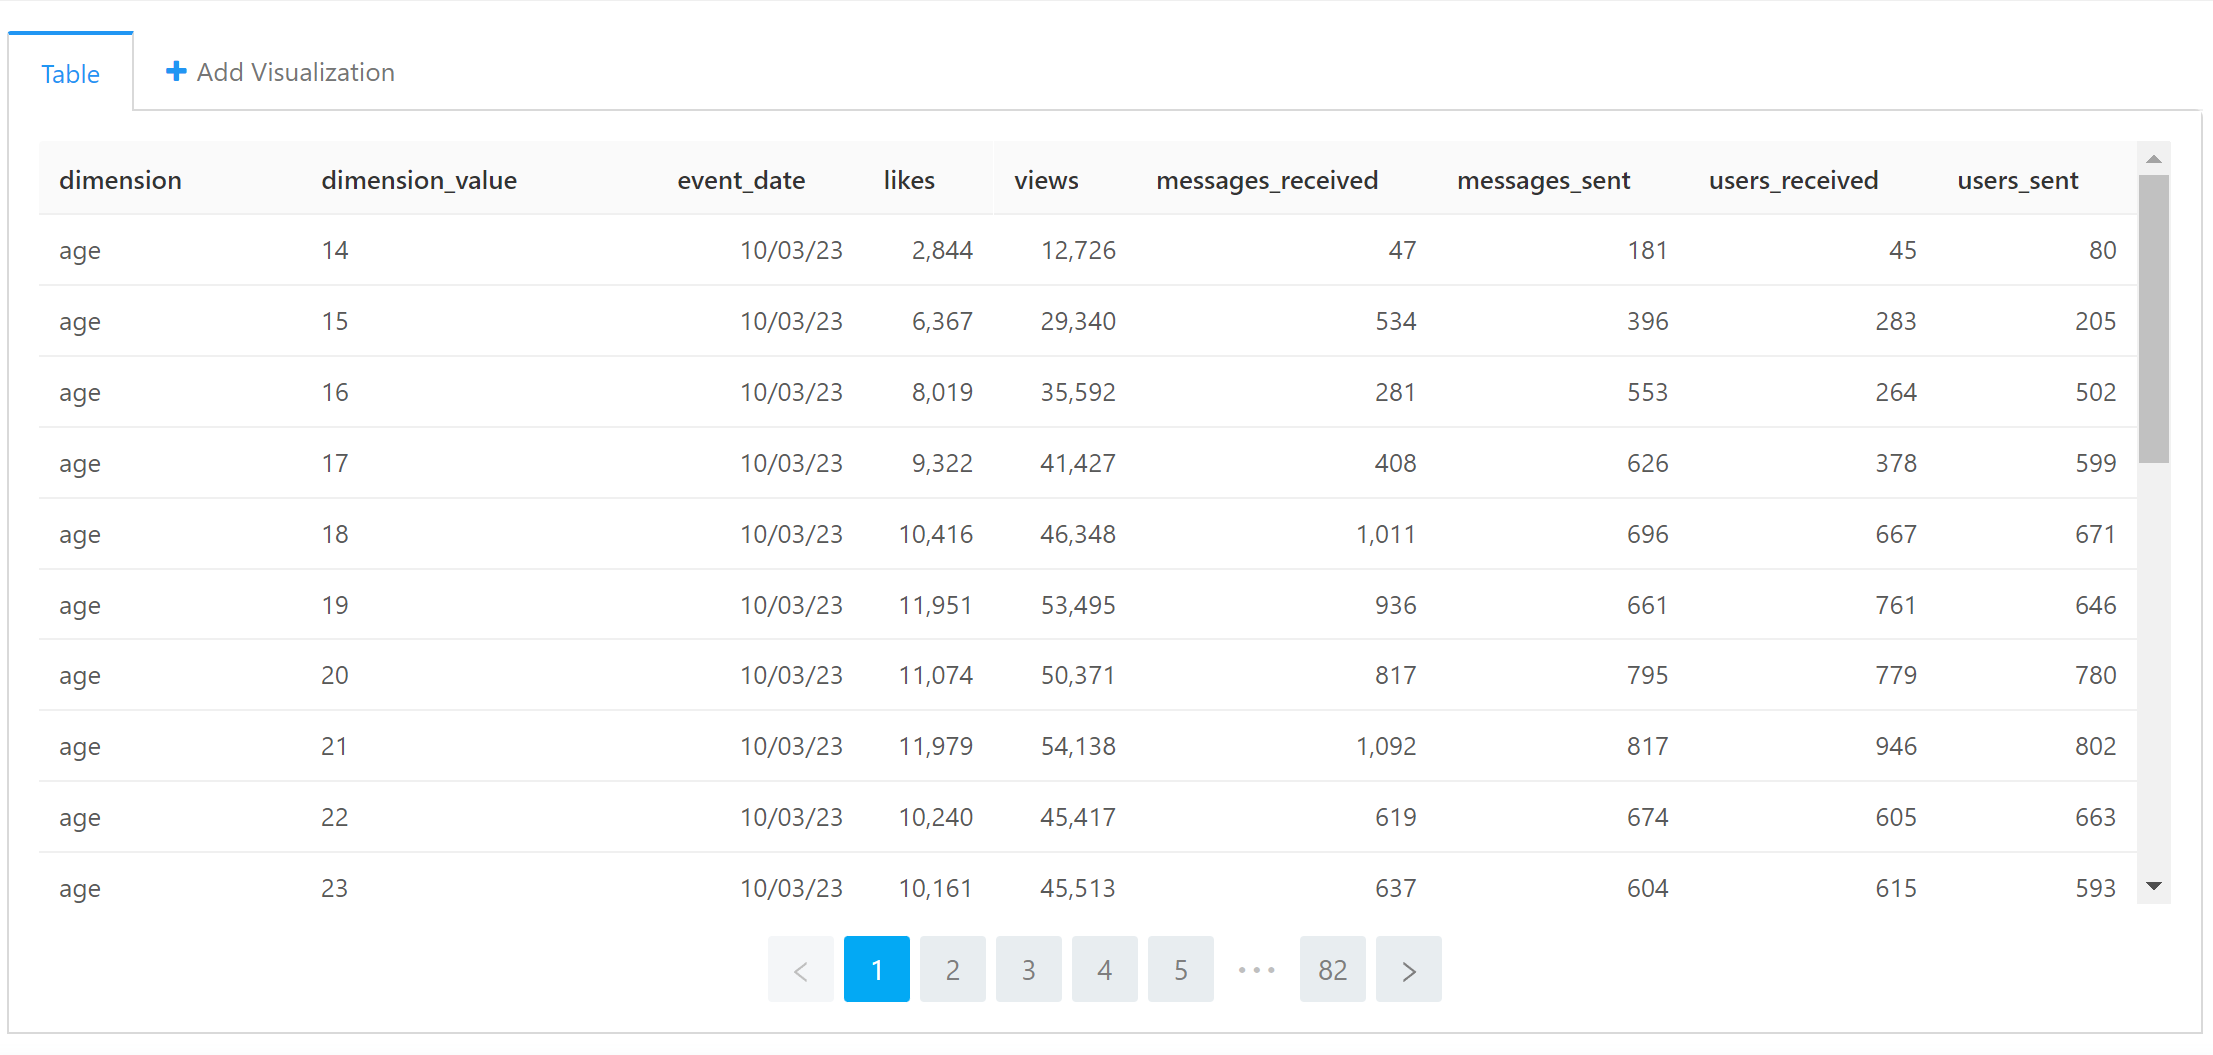 Table Add Visualization
dimension dimension_value event_date likes views messages_received messages_sent users_received users_sent
age 14 10/03/23 2,844 12,726 47 181 45 80
age 15 10/03/23 6,367 29,340 534 396 283 205
age 16 10/03/23 8,019 35,592 281 553 264 502
age 17 10/03/23 9,322 41,427 408 626 378 599
age 18 10/03/23 10,416 46,348 1,011 696 667 671
age 19 10/03/23 11,951 53,495 936 661 761 646
age 20 10/03/23 11,074 50,371 817 795 779 780
age 21 10/03/23 11,979 54,138 1,092 817 946 802
age 22 10/03/23 10,240 45,417 619 674 605 663
age 23 10/03/23 10,161 45,513 637 604 615 593
< 1 2 3 4 5 ••• 82 >